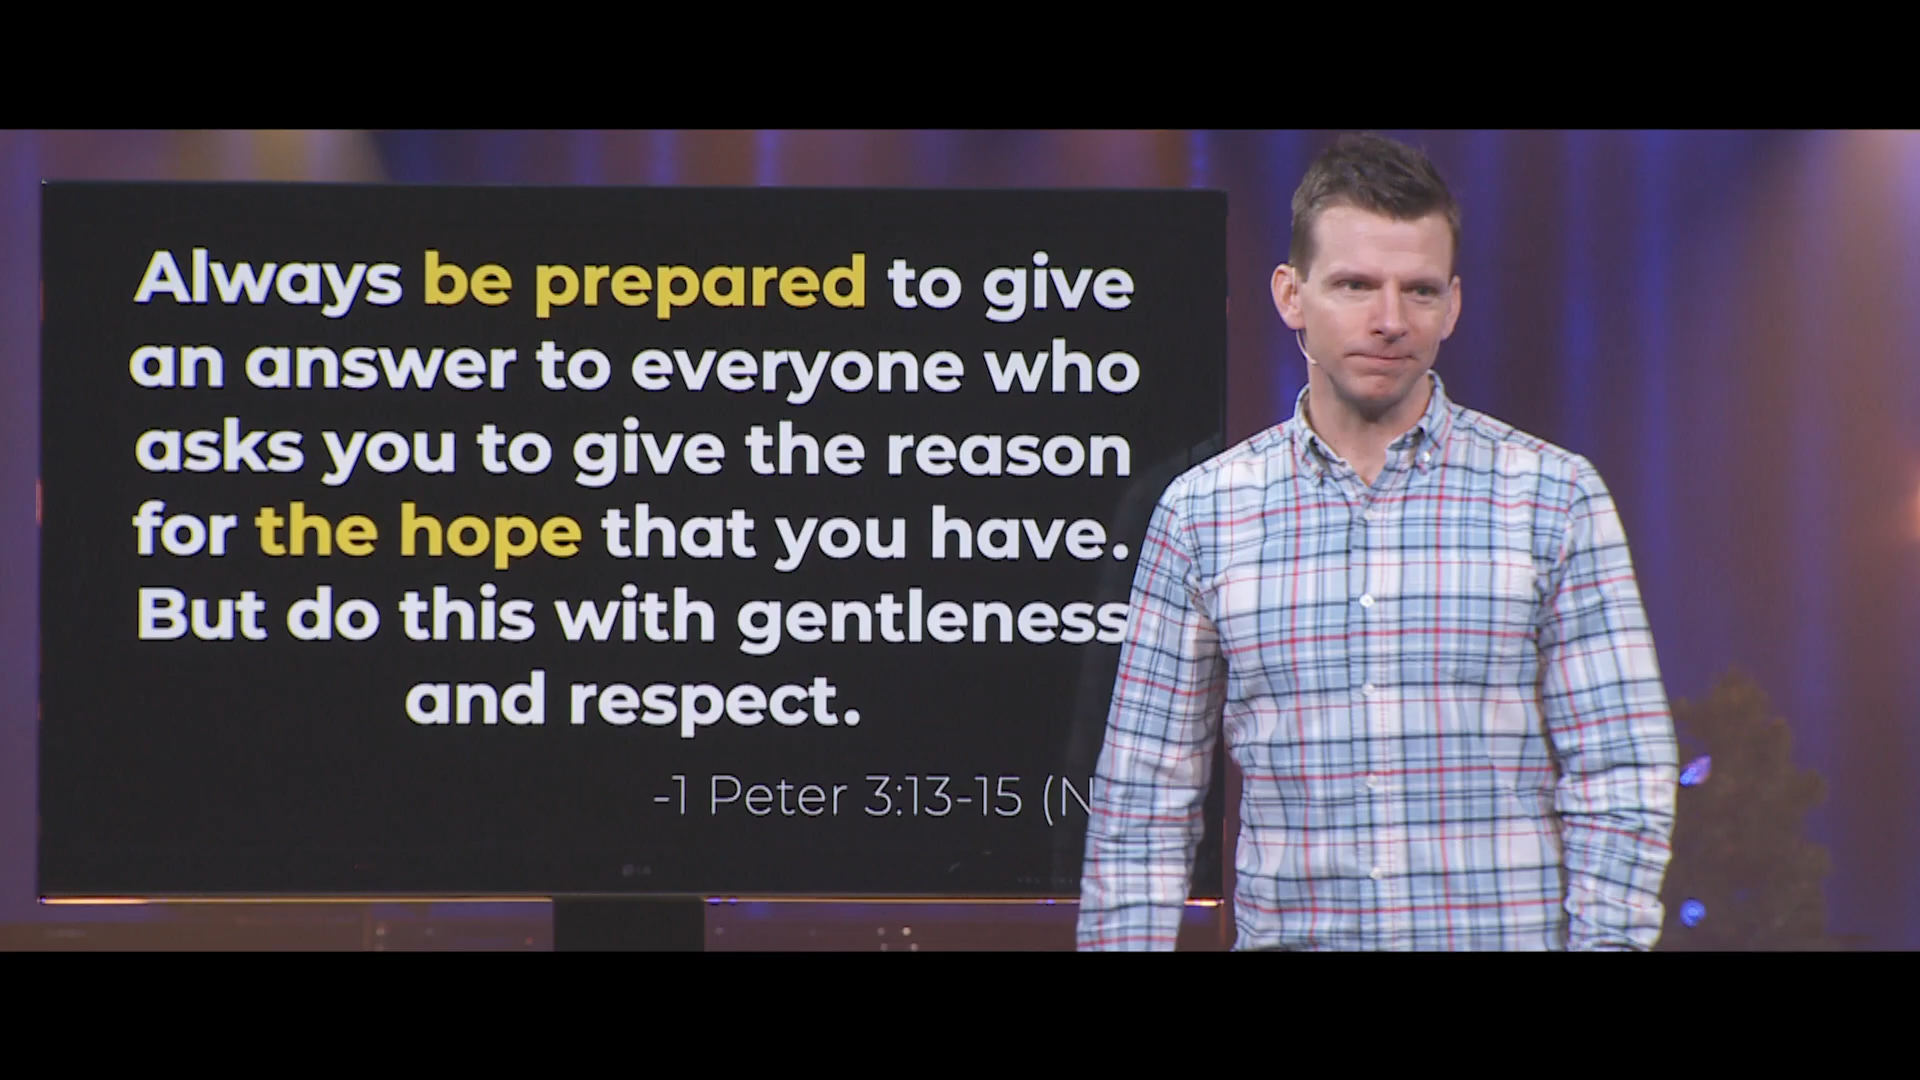 Always be prepared to give
an answer to everyone who
asks you to give the reason
for the hope that you have.
But do this with gentleness
and respect.
-1 Peter 3:13-15 (N
LG